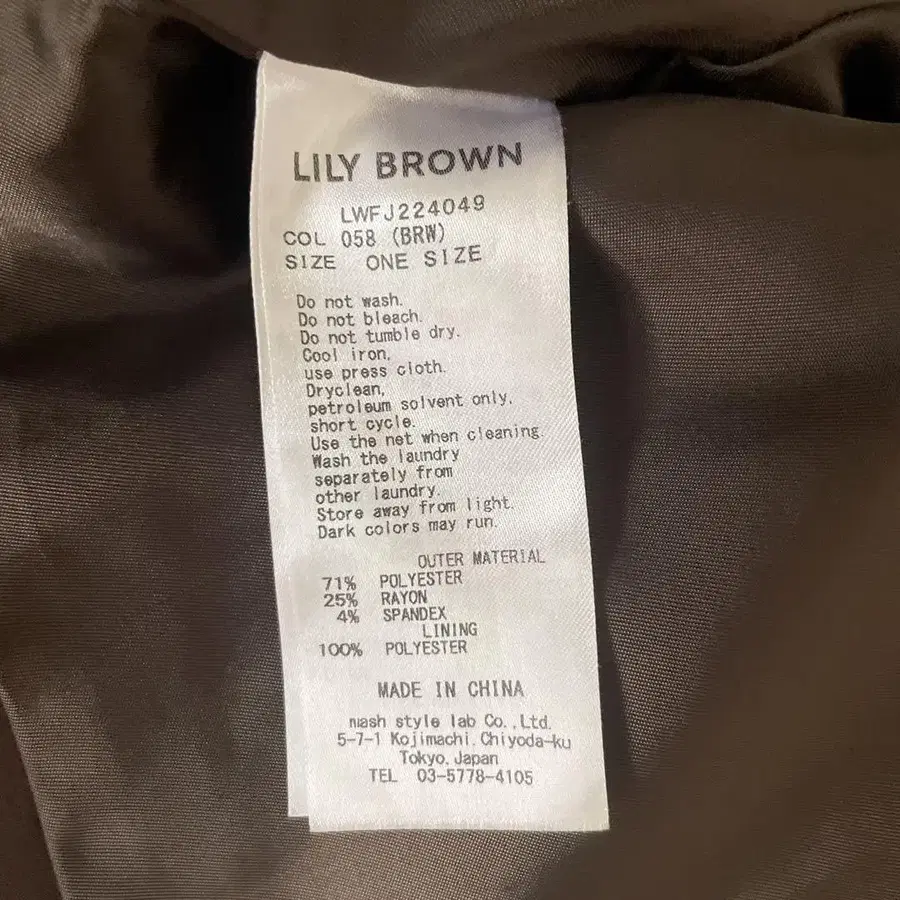 LILY BROWN
LWFJ224049
COL 058 (BRW)
SIZE ONE SIZE
Do not wash.
Do not bleach.
Do not tumble dry.
Cool iron,
use press cloth.
Dryclean,
petroleum solvent only,
short cycle.
Use the net when cleaning.
Wash the laundry
separately from
other laundry.
Store away from light.
Dark colors may run.
OUTER MATERIAL
71% POLYESTER
25% RAYON
4% SPANDEX
LINING
100% POLYESTER
MADE IN CHINA
mash style lab Co.,Ltd.
5-7-1 Kojimachi, Chiyoda-ku
Tokyo, Japan
TEL 03-5778-4105